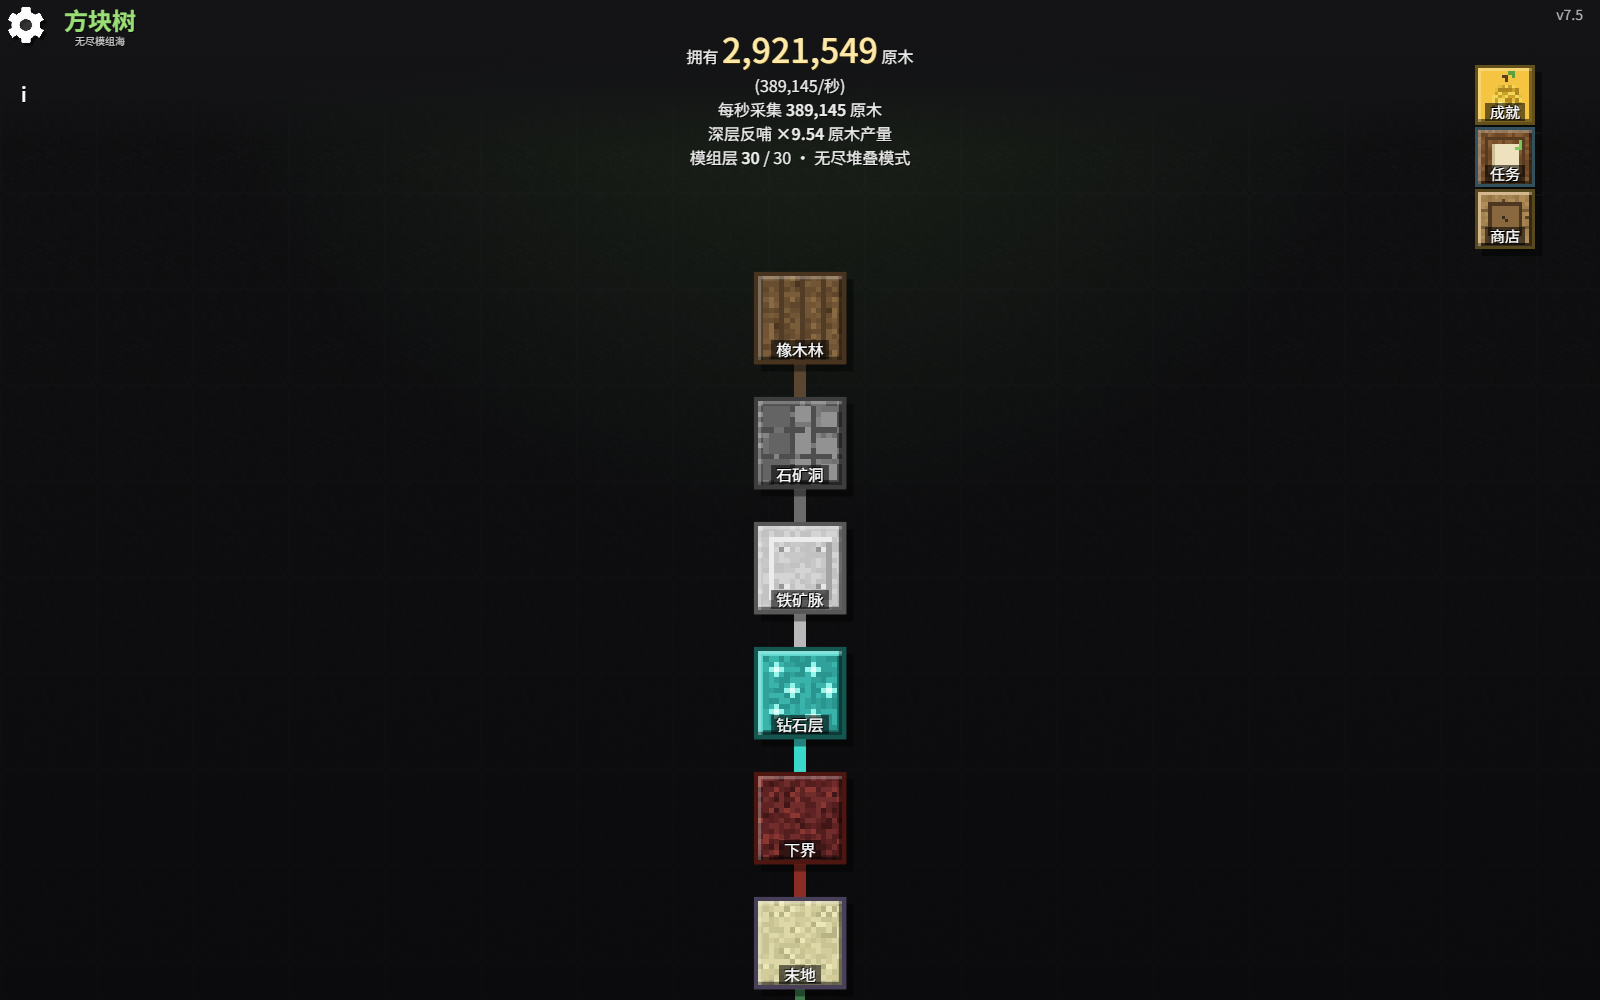 方块树
无尽模组海
v7.5
拥有 2,921,549 原木
(389,145/秒)
每秒采集 389,145 原木
深层反哺 ×9.54 原木产量
模组层 30 / 30 · 无尽堆叠模式
i
成就
任务
商店
橡木林
石矿洞
铁矿脉
钻石层
下界
末地